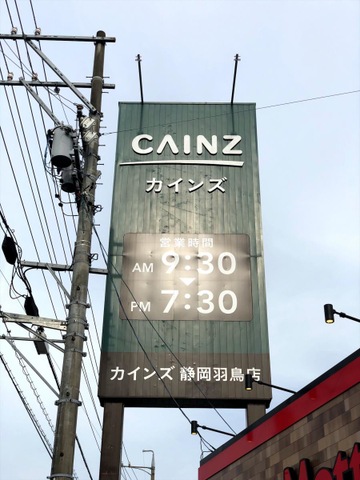 CAINZ
カインズ
営業時間
AM 9:30
PM 7:30
カインズ 静岡羽鳥店